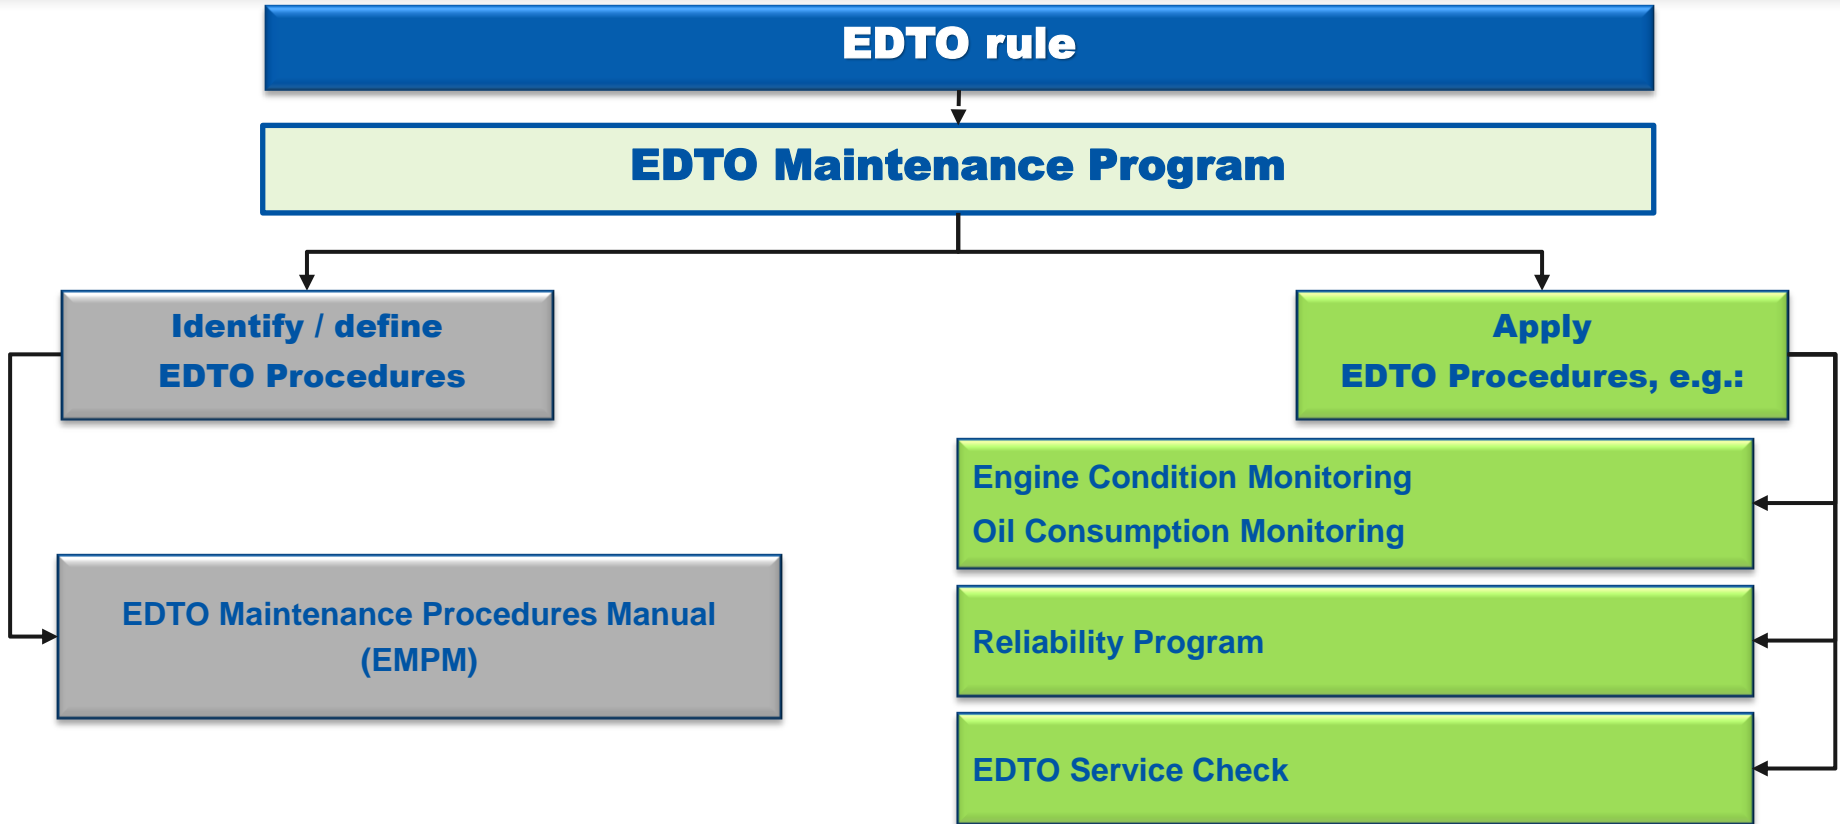 EDTO rule
EDTO Maintenance Program
Identify / define
EDTO Procedures
Apply
EDTO Procedures, e.g.:
Engine Condition Monitoring
Oil Consumption Monitoring
EDTO Maintenance Procedures Manual
(EMPM)
Reliability Program
EDTO Service Check